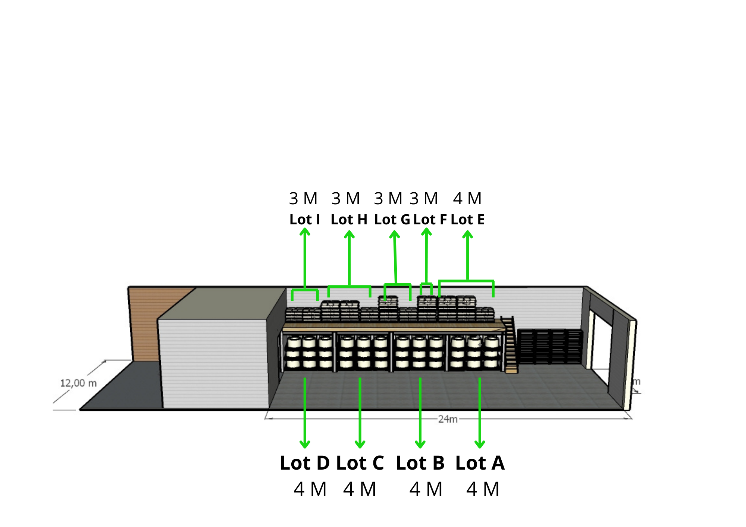 3 M 3 M 3 M 3 M 4 M
Lot I Lot H Lot G Lot F Lot E
12,00 m
m
24m
Lot D Lot C Lot B Lot A
4 M 4 M 4 M 4 M